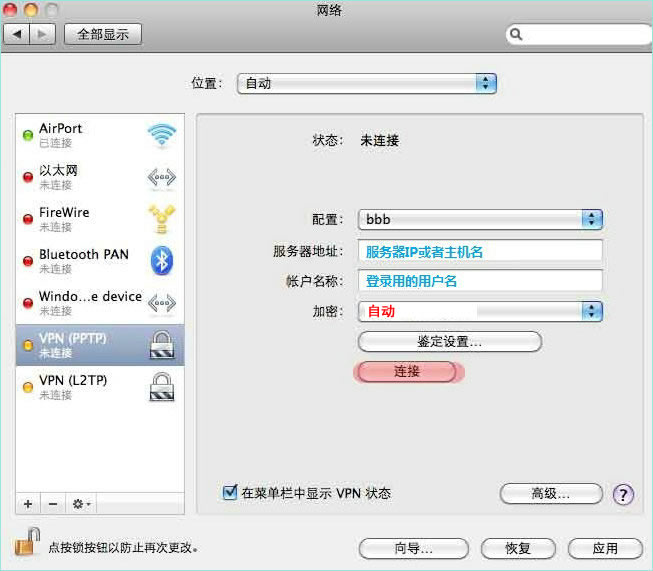 网络
全部显示
位置: 自动
AirPort
已连接
以太网
未连接
FireWire
未连接
Bluetooth PAN
未连接
Windo...e device
未连接
VPN (PPTP)
未连接
VPN (L2TP)
未连接
状态: 未连接
配置: bbb
服务器地址: 服务器IP或者主机名
帐户名称: 登录用的用户名
加密: 自动
鉴定设置...
连接
在菜单栏中显示 VPN 状态
高级...
?
点按锁按钮以防止再次更改。
向导...
恢复
应用